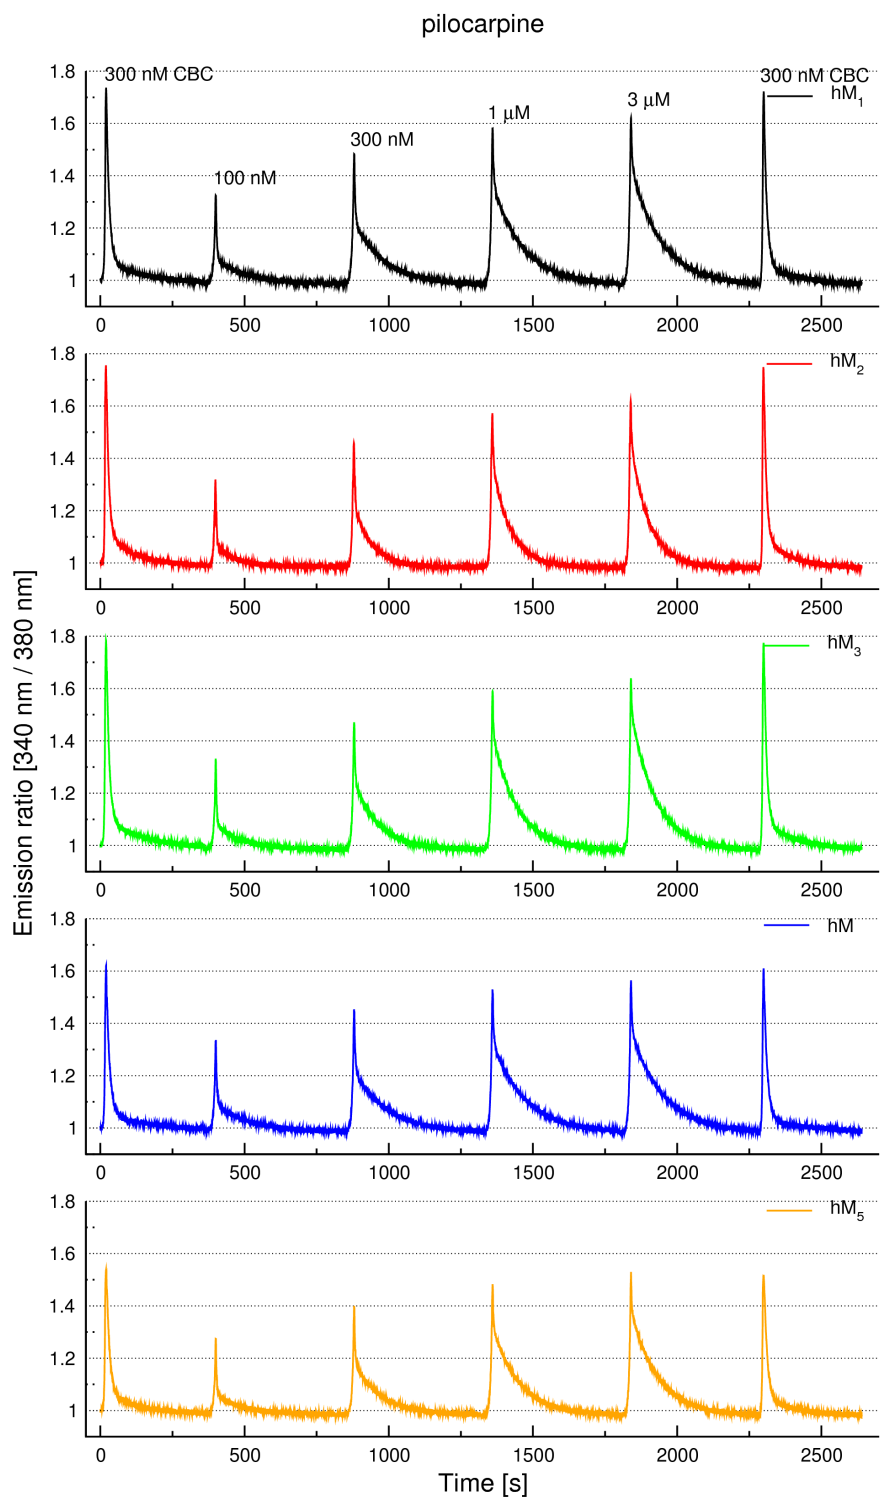 pilocarpine
1.8
300 nM CBC
300 nM CBC
hM1
3 μM
1 μM
1.6
300 nM
1.4
100 nM
1.2
1
0 500 1000 1500 2000 2500
1.8
hM2
1.6
1.4
1.2
1
0 500 1000 1500 2000 2500
1.8
hM3
1.6
1.4
1.2
1
0 500 1000 1500 2000 2500
Emission ratio [340 nm / 380 nm]
1.8
hM
1.6
1.4
1.2
1
0 500 1000 1500 2000 2500
1.8
hM5
1.6
1.4
1.2
1
0 500 1000 1500 2000 2500
Time [s]